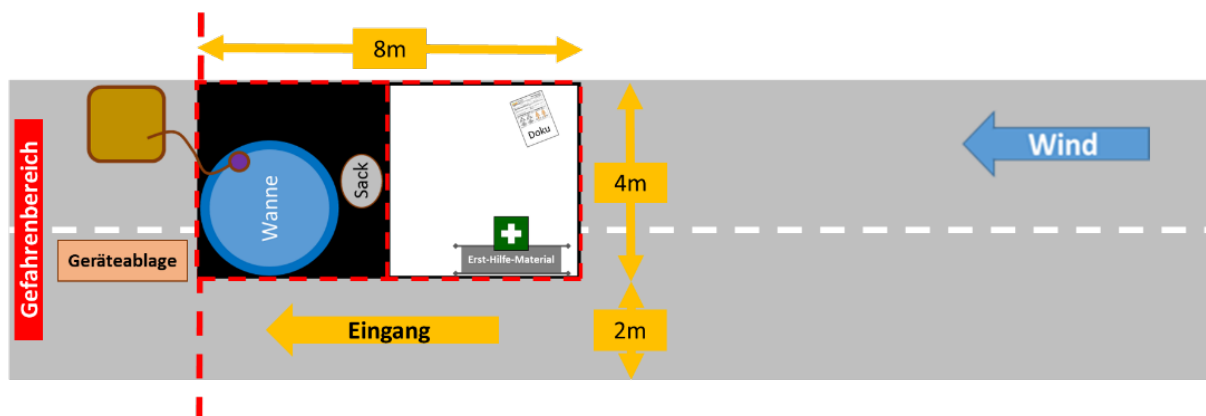 8m
Doku
Wind
Gefahrenbereich
Wanne
Sack
4m
Geräteablage
Erst-Hilfe-Material
Eingang
2m